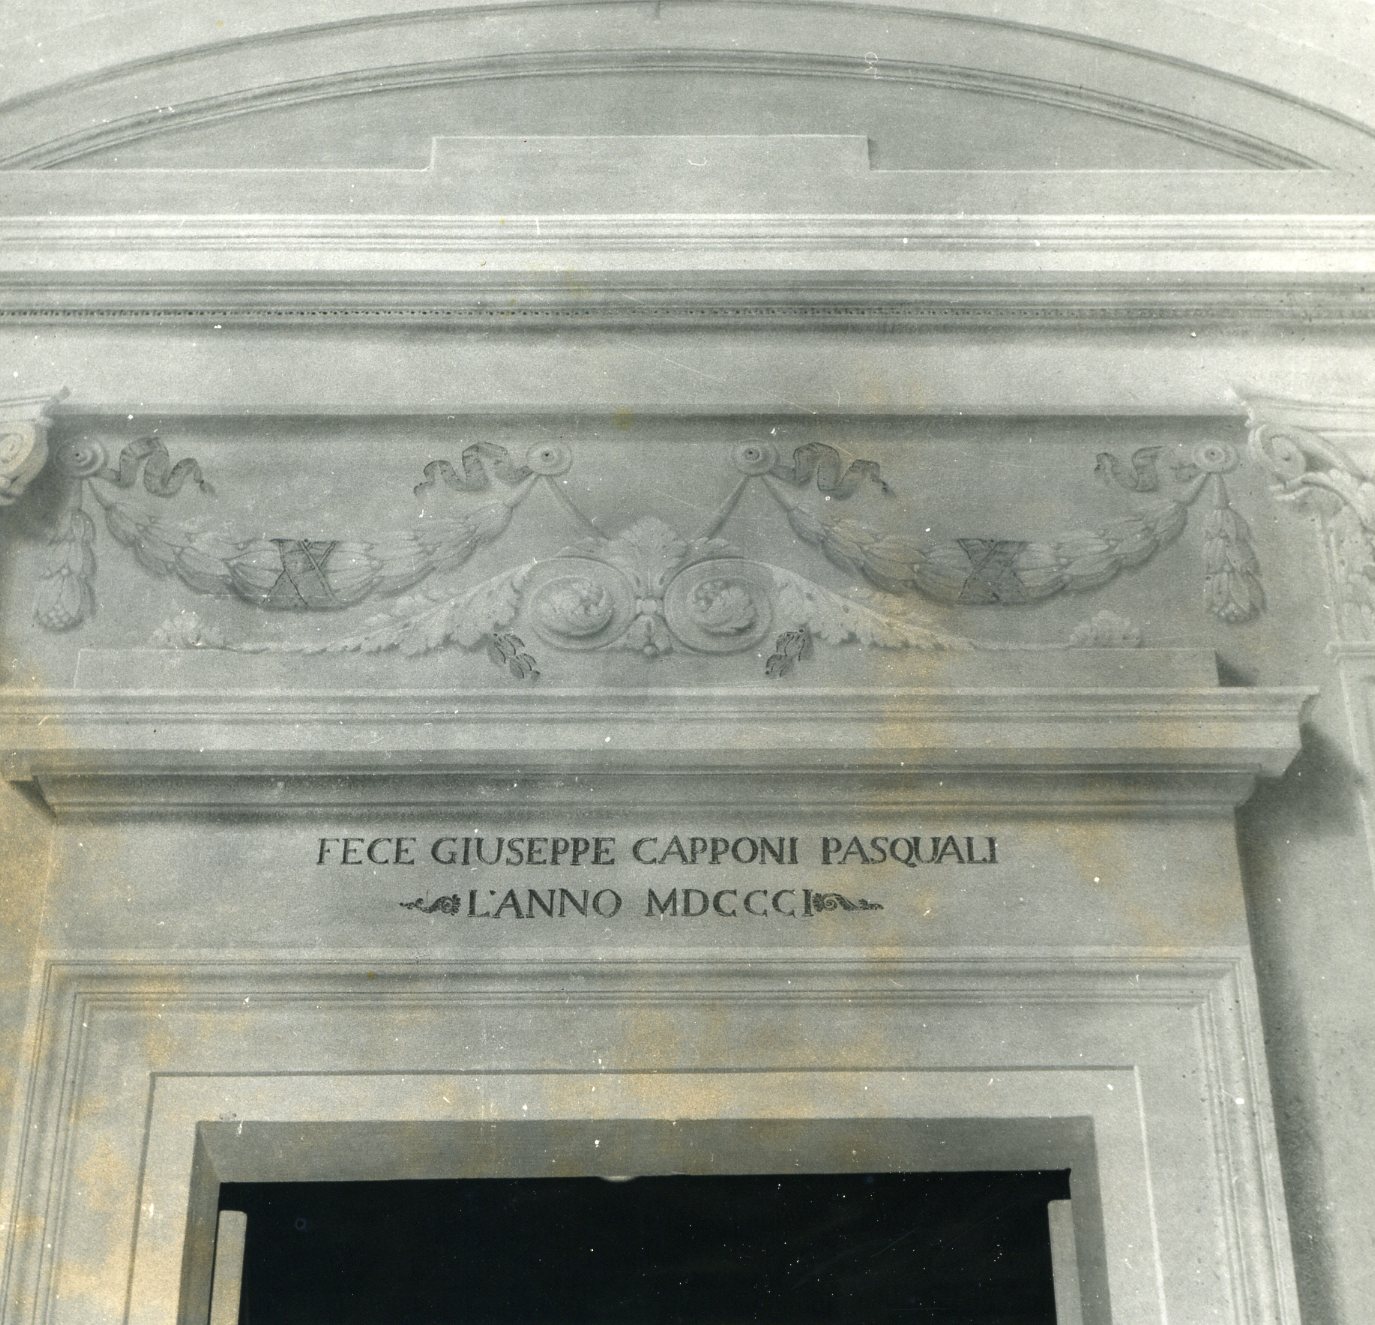 FECE GIUSEPPE CAPPONI PASQUALI
L'ANNO MDCCCI